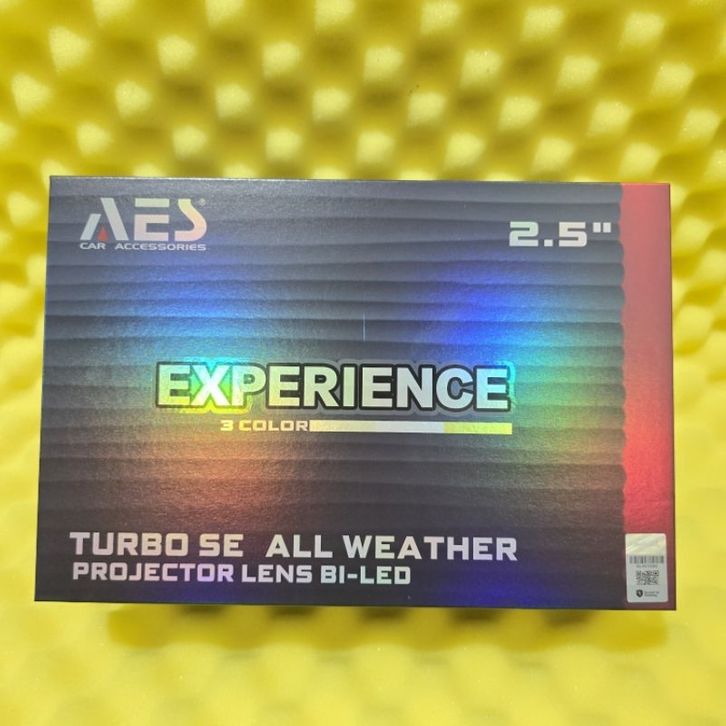 AES®
CAR ACCESSORIES
2.5"
EXPERIENCE
3 COLOR
TURBO SE ALL WEATHER
PROJECTOR LENS BI-LED